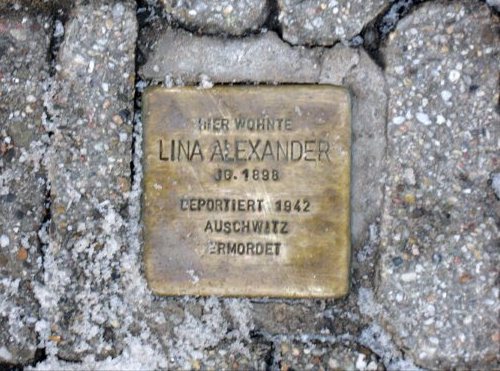 HIER WOHNTE
LINA ALEXANDER
JG. 1898
DEPORTIERT 1942
AUSCHWITZ
ERMORDET